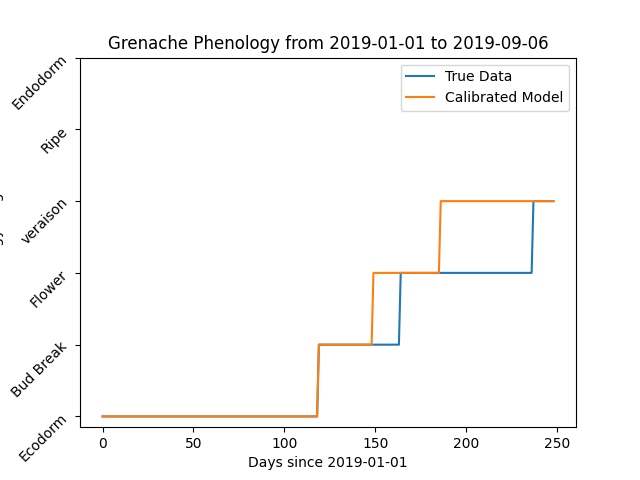 Grenache Phenology from 2019-01-01 to 2019-09-06
True Data
Calibrated Model
Endodorm
Ripe
veraison
Flower
Bud Break
Ecodorm
0 50 100 150 200 250
Days since 2019-01-01